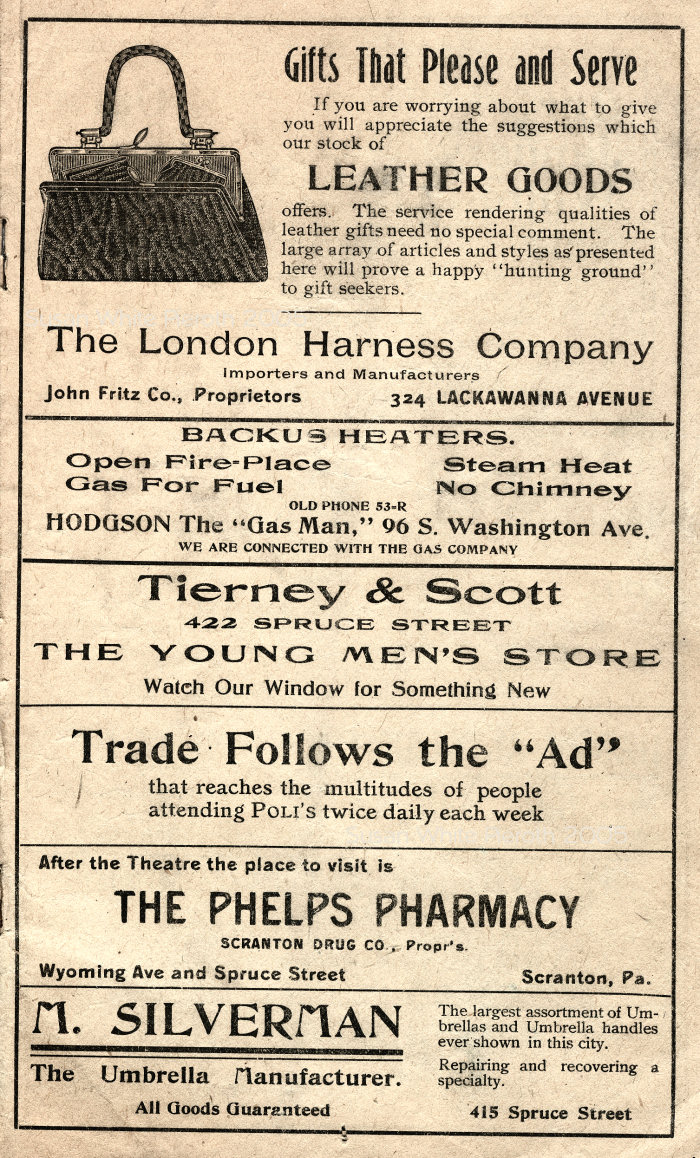 Gifts That Please and Serve
If you are worrying about what to give
you will appreciate the suggestions which
our stock of
LEATHER GOODS
offers. The service rendering qualities of
leather gifts need no special comment. The
large array of articles and styles as presented
here will prove a happy "hunting ground"
to gift seekers.
The London Harness Company
Importers and Manufacturers
John Fritz Co., Proprietors 324 LACKAWANNA AVENUE
BACKUS HEATERS.
Open Fire-Place Steam Heat
Gas For Fuel No Chimney
OLD PHONE 53-R
HODGSON The "Gas Man," 96 S. Washington Ave.
WE ARE CONNECTED WITH THE GAS COMPANY
Tierney & Scott
422 SPRUCE STREET
THE YOUNG MEN'S STORE
Watch Our Window for Something New
Trade Follows the "Ad"
that reaches the multitudes of people
attending POLI'S twice daily each week
After the Theatre the place to visit is
THE PHELPS PHARMACY
SCRANTON DRUG CO., Propr's.
Wyoming Ave and Spruce Street Scranton, Pa.
M. SILVERMAN
The Umbrella Manufacturer.
All Goods Guaranteed
The largest assortment of Um-
brellas and Umbrella handles
ever shown in this city.
Repairing and recovering a
specialty.
415 Spruce Street